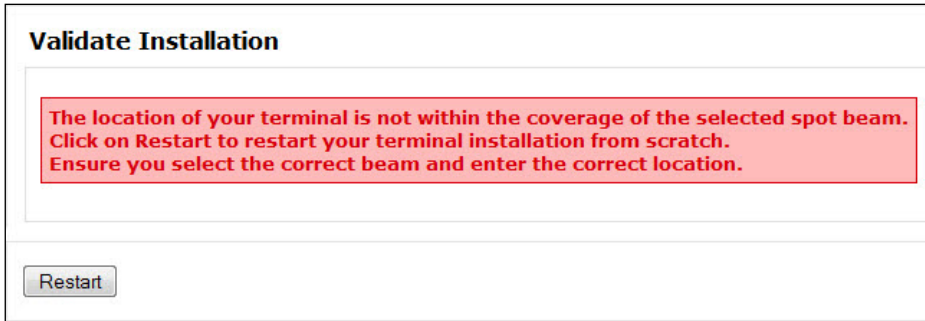 Validate Installation
The location of your terminal is not within the coverage of the selected spot beam.
Click on Restart to restart your terminal installation from scratch.
Ensure you select the correct beam and enter the correct location.
Restart